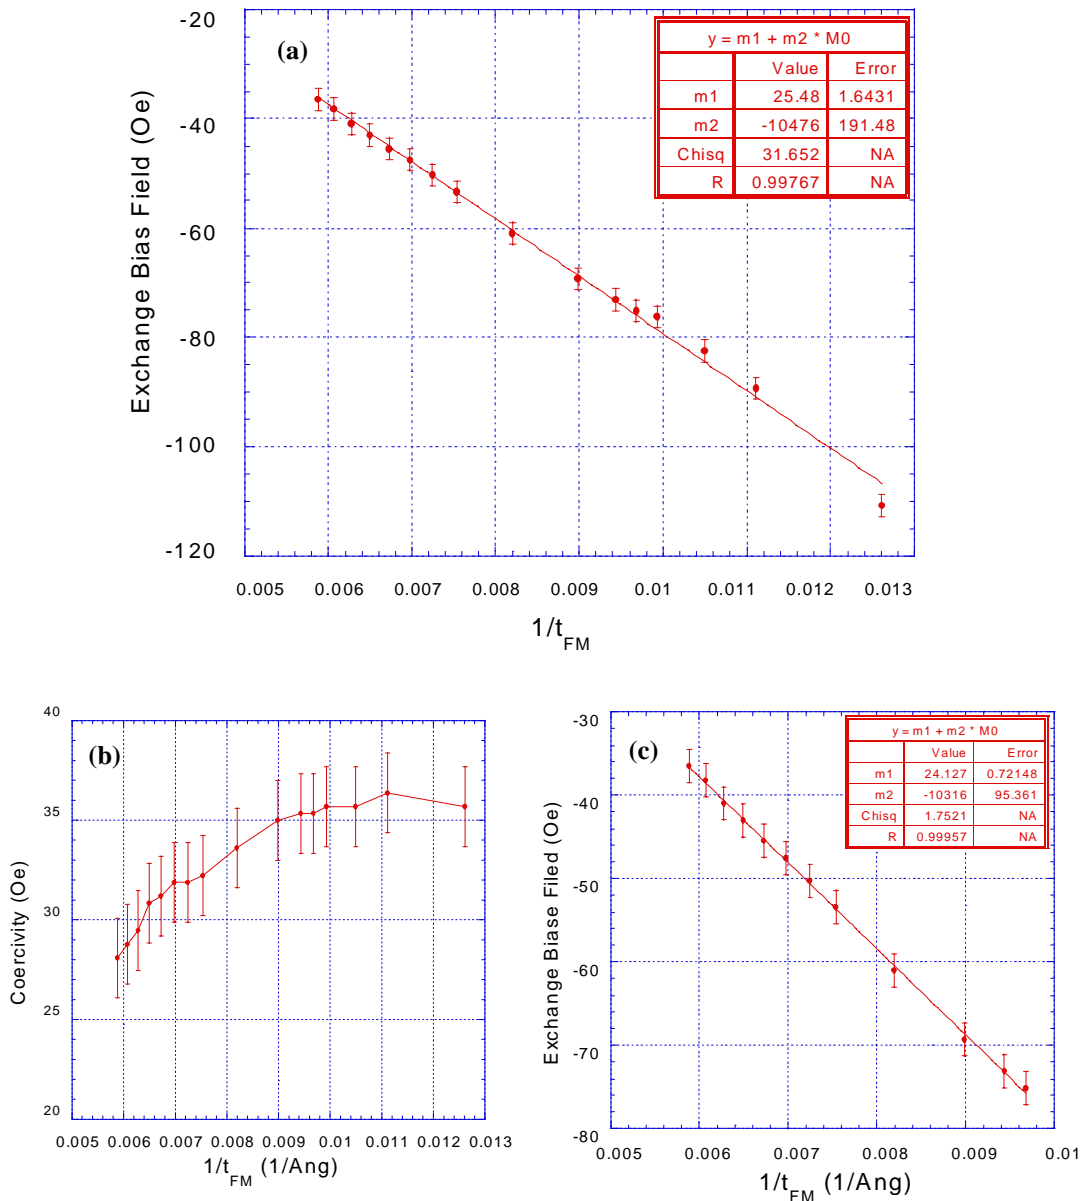 -20
-40
-60
-80
-100
-120
Exchange Bias Field (Oe)
(a)
y = m1 + m2 * M0
Value Error
m1 25.48 1.6431
m2 -10476 191.48
Chisq 31.652 NA
R 0.99767 NA
0.005 0.006 0.007 0.008 0.009 0.01 0.011 0.012 0.013
1/t_FM
40
35
30
25
20
Coercivity (Oe)
(b)
0.005 0.006 0.007 0.008 0.009 0.01 0.011 0.012 0.013
1/t_FM (1/Ang)
-30
-40
-50
-60
-70
-80
Exchange Biase Filed (Oe)
(c)
y = m1 + m2 * M0
Value Error
m1 24.127 0.72148
m2 -10316 95.361
Chisq 1.7521 NA
R 0.99957 NA
0.005 0.006 0.007 0.008 0.009 0.01
1/t_FM (1/Ang)